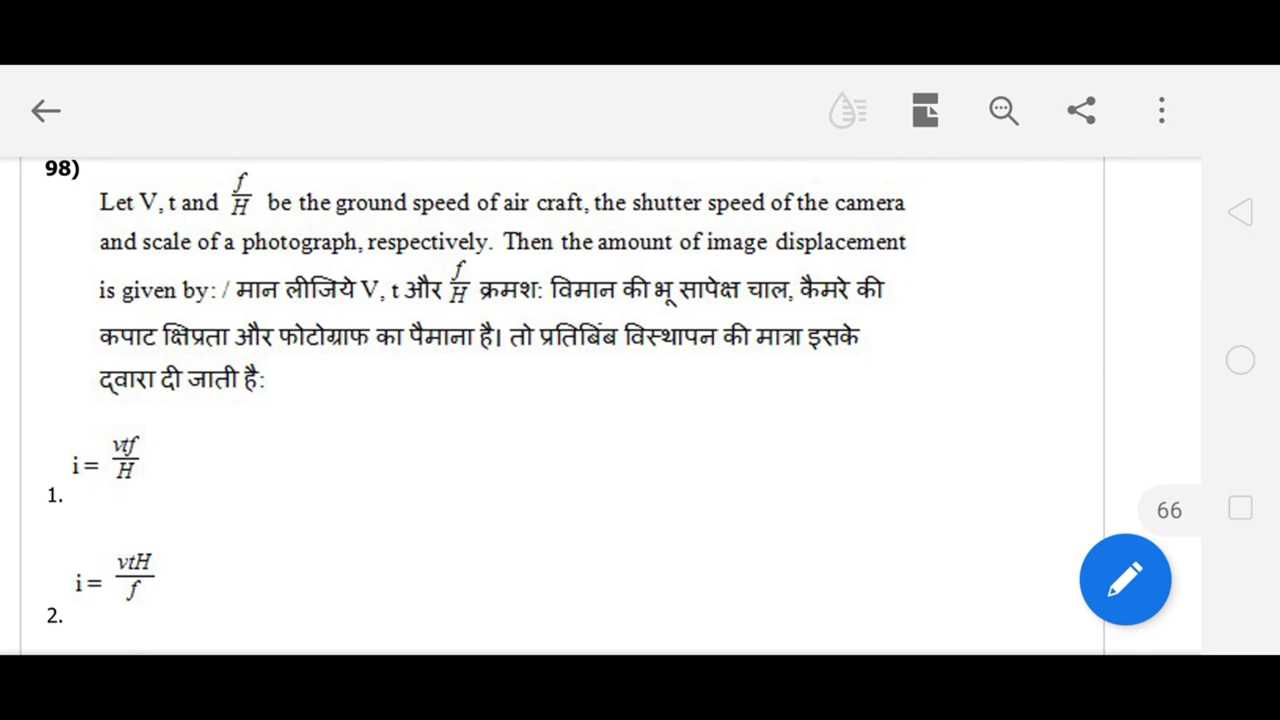 98)
Let V, t and f/H be the ground speed of air craft, the shutter speed of the camera
and scale of a photograph, respectively. Then the amount of image displacement
is given by: / मान लीजिये V, t और f/H क्रमश: विमान की भू सापेक्ष चाल, कैमरे की
कपाट क्षिप्रता और फोटोग्राफ का पैमाना है। तो प्रतिबिंब विस्थापन की मात्रा इसके
द्वारा दी जाती है:
i = vtf/H
1.
i = vtH/f
2.
66